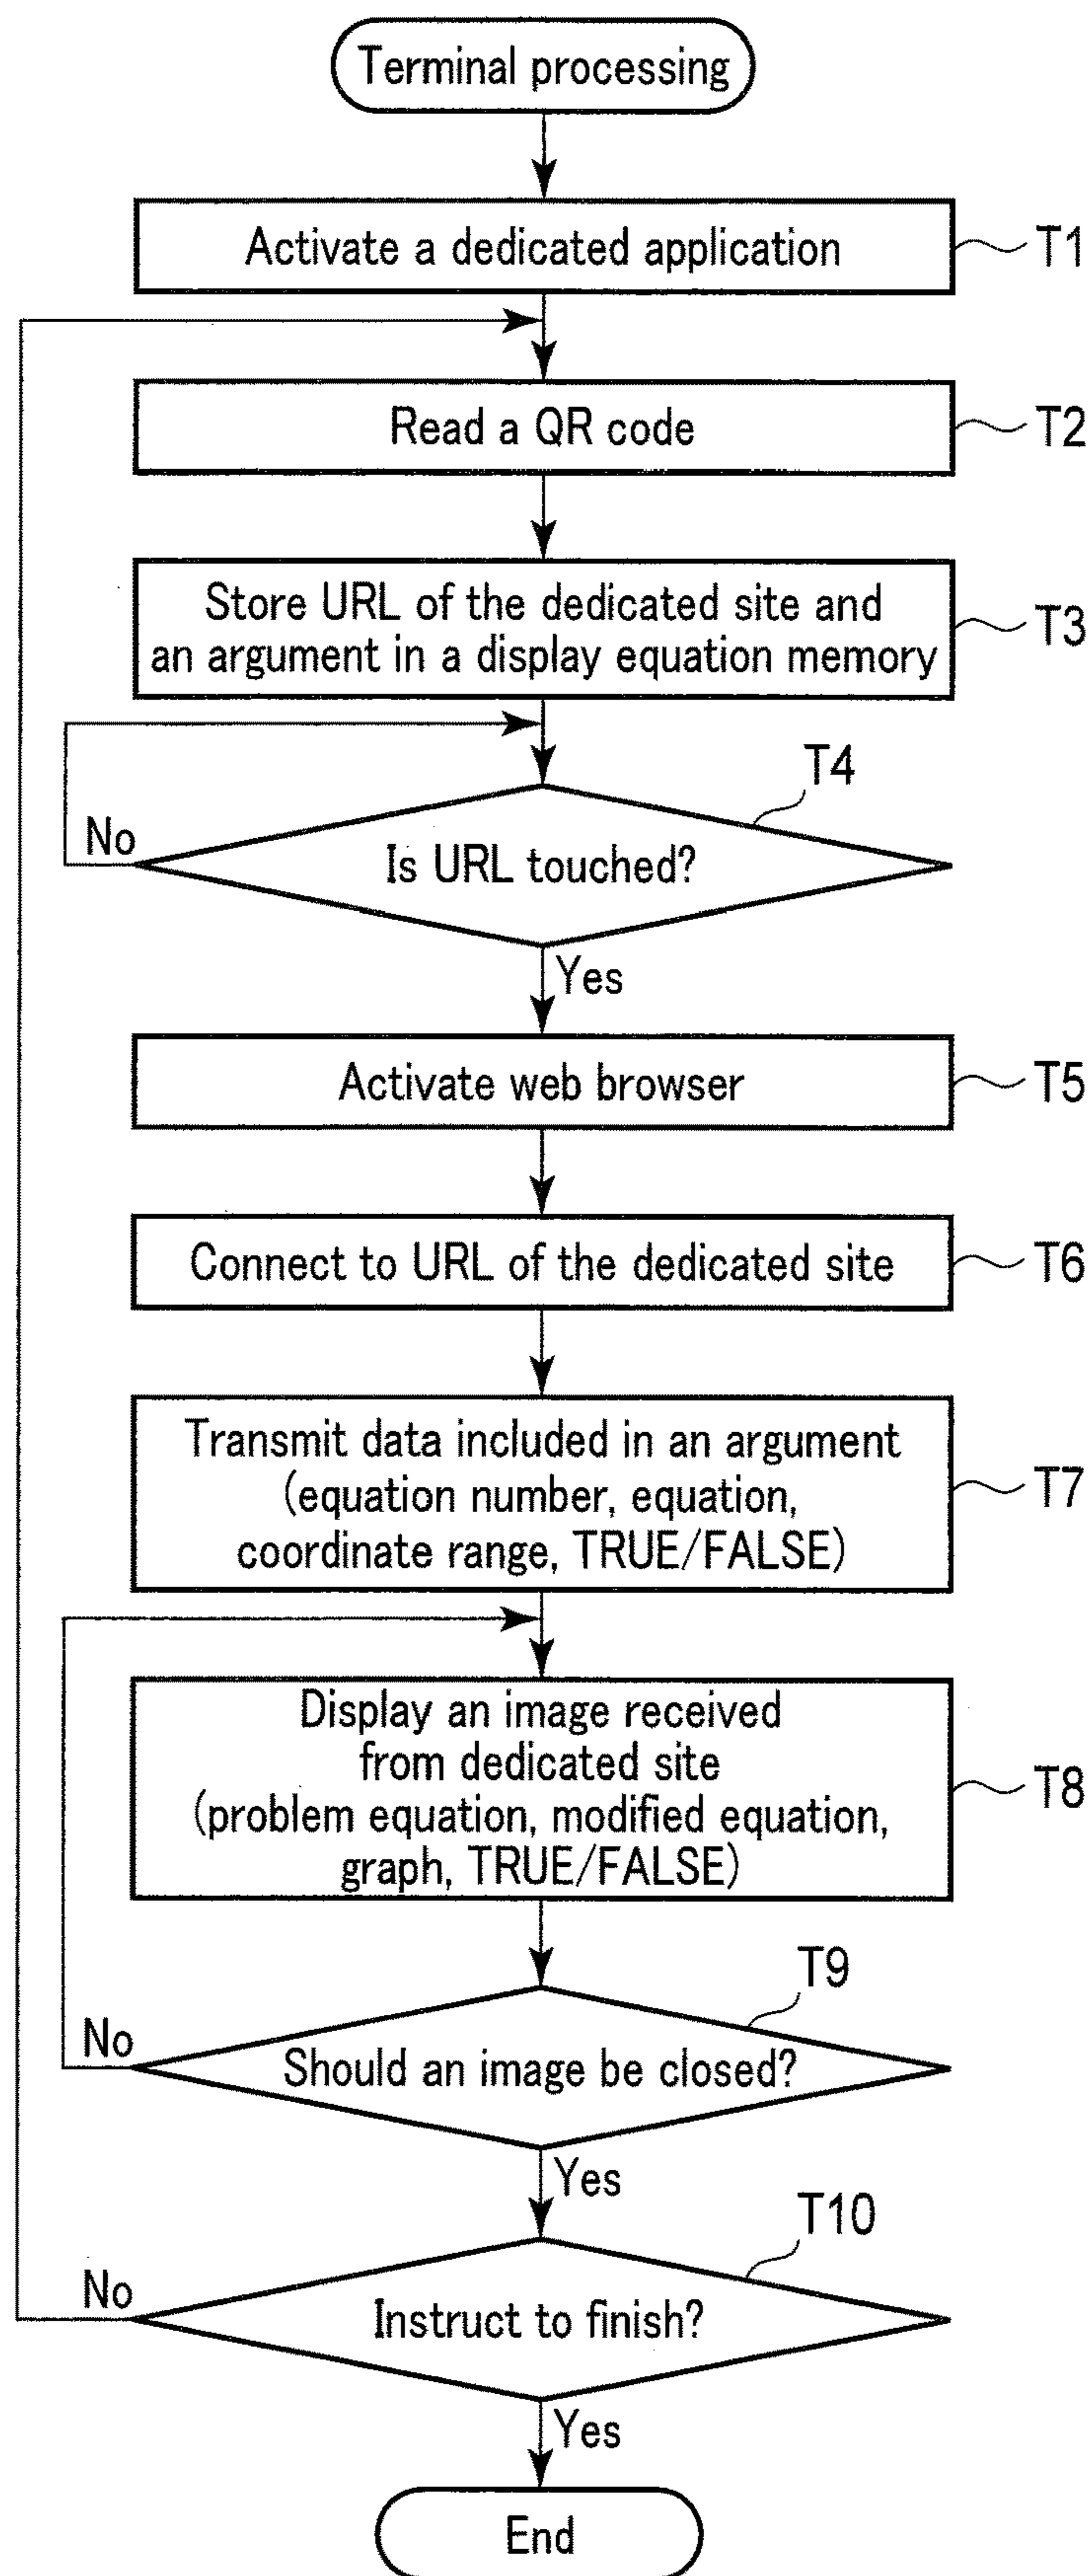 Terminal processing
Activate a dedicated application
T1
Read a QR code
T2
Store URL of the dedicated site and
an argument in a display equation memory
T3
T4
No
Is URL touched?
Yes
Activate web browser
T5
Connect to URL of the dedicated site
T6
Transmit data included in an argument
(equation number, equation,
coordinate range, TRUE/FALSE)
T7
Display an image received
from dedicated site
(problem equation, modified equation,
graph, TRUE/FALSE)
T8
T9
No
Should an image be closed?
Yes
T10
No
Instruct to finish?
Yes
End